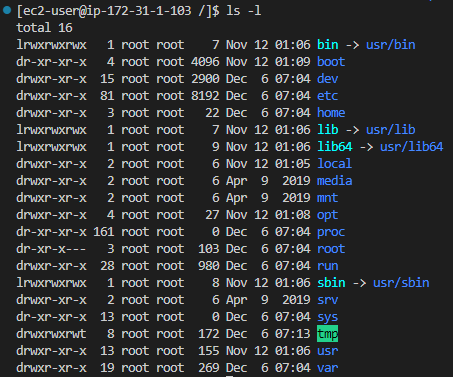 [ec2-user@ip-172-31-1-103 /]$ ls -l
total 16
lrwxrwxrwx   1 root root    7 Nov 12 01:06 bin -> usr/bin
dr-xr-xr-x   4 root root 4096 Nov 12 01:09 boot
drwxr-xr-x  15 root root 2900 Dec  6 07:04 dev
drwxr-xr-x  81 root root 8192 Dec  6 07:04 etc
drwxr-xr-x   3 root root   22 Dec  6 07:04 home
lrwxrwxrwx   1 root root    7 Nov 12 01:06 lib -> usr/lib
lrwxrwxrwx   1 root root    9 Nov 12 01:06 lib64 -> usr/lib64
drwxr-xr-x   2 root root    6 Nov 12 01:05 local
drwxr-xr-x   2 root root    6 Apr  9  2019 media
drwxr-xr-x   2 root root    6 Apr  9  2019 mnt
drwxr-xr-x   4 root root   27 Nov 12 01:08 opt
dr-xr-xr-x 161 root root    0 Dec  6 07:04 proc
dr-xr-x---   3 root root  103 Dec  6 07:04 root
drwxr-xr-x  28 root root  980 Dec  6 07:04 run
lrwxrwxrwx   1 root root    8 Nov 12 01:06 sbin -> usr/sbin
drwxr-xr-x   2 root root    6 Apr  9  2019 srv
dr-xr-xr-x  13 root root    0 Dec  6 07:04 sys
drwxrwxrwt   8 root root  172 Dec  6 07:13 tmp
drwxr-xr-x  13 root root  155 Nov 12 01:06 usr
drwxr-xr-x  19 root root  269 Dec  6 07:04 var